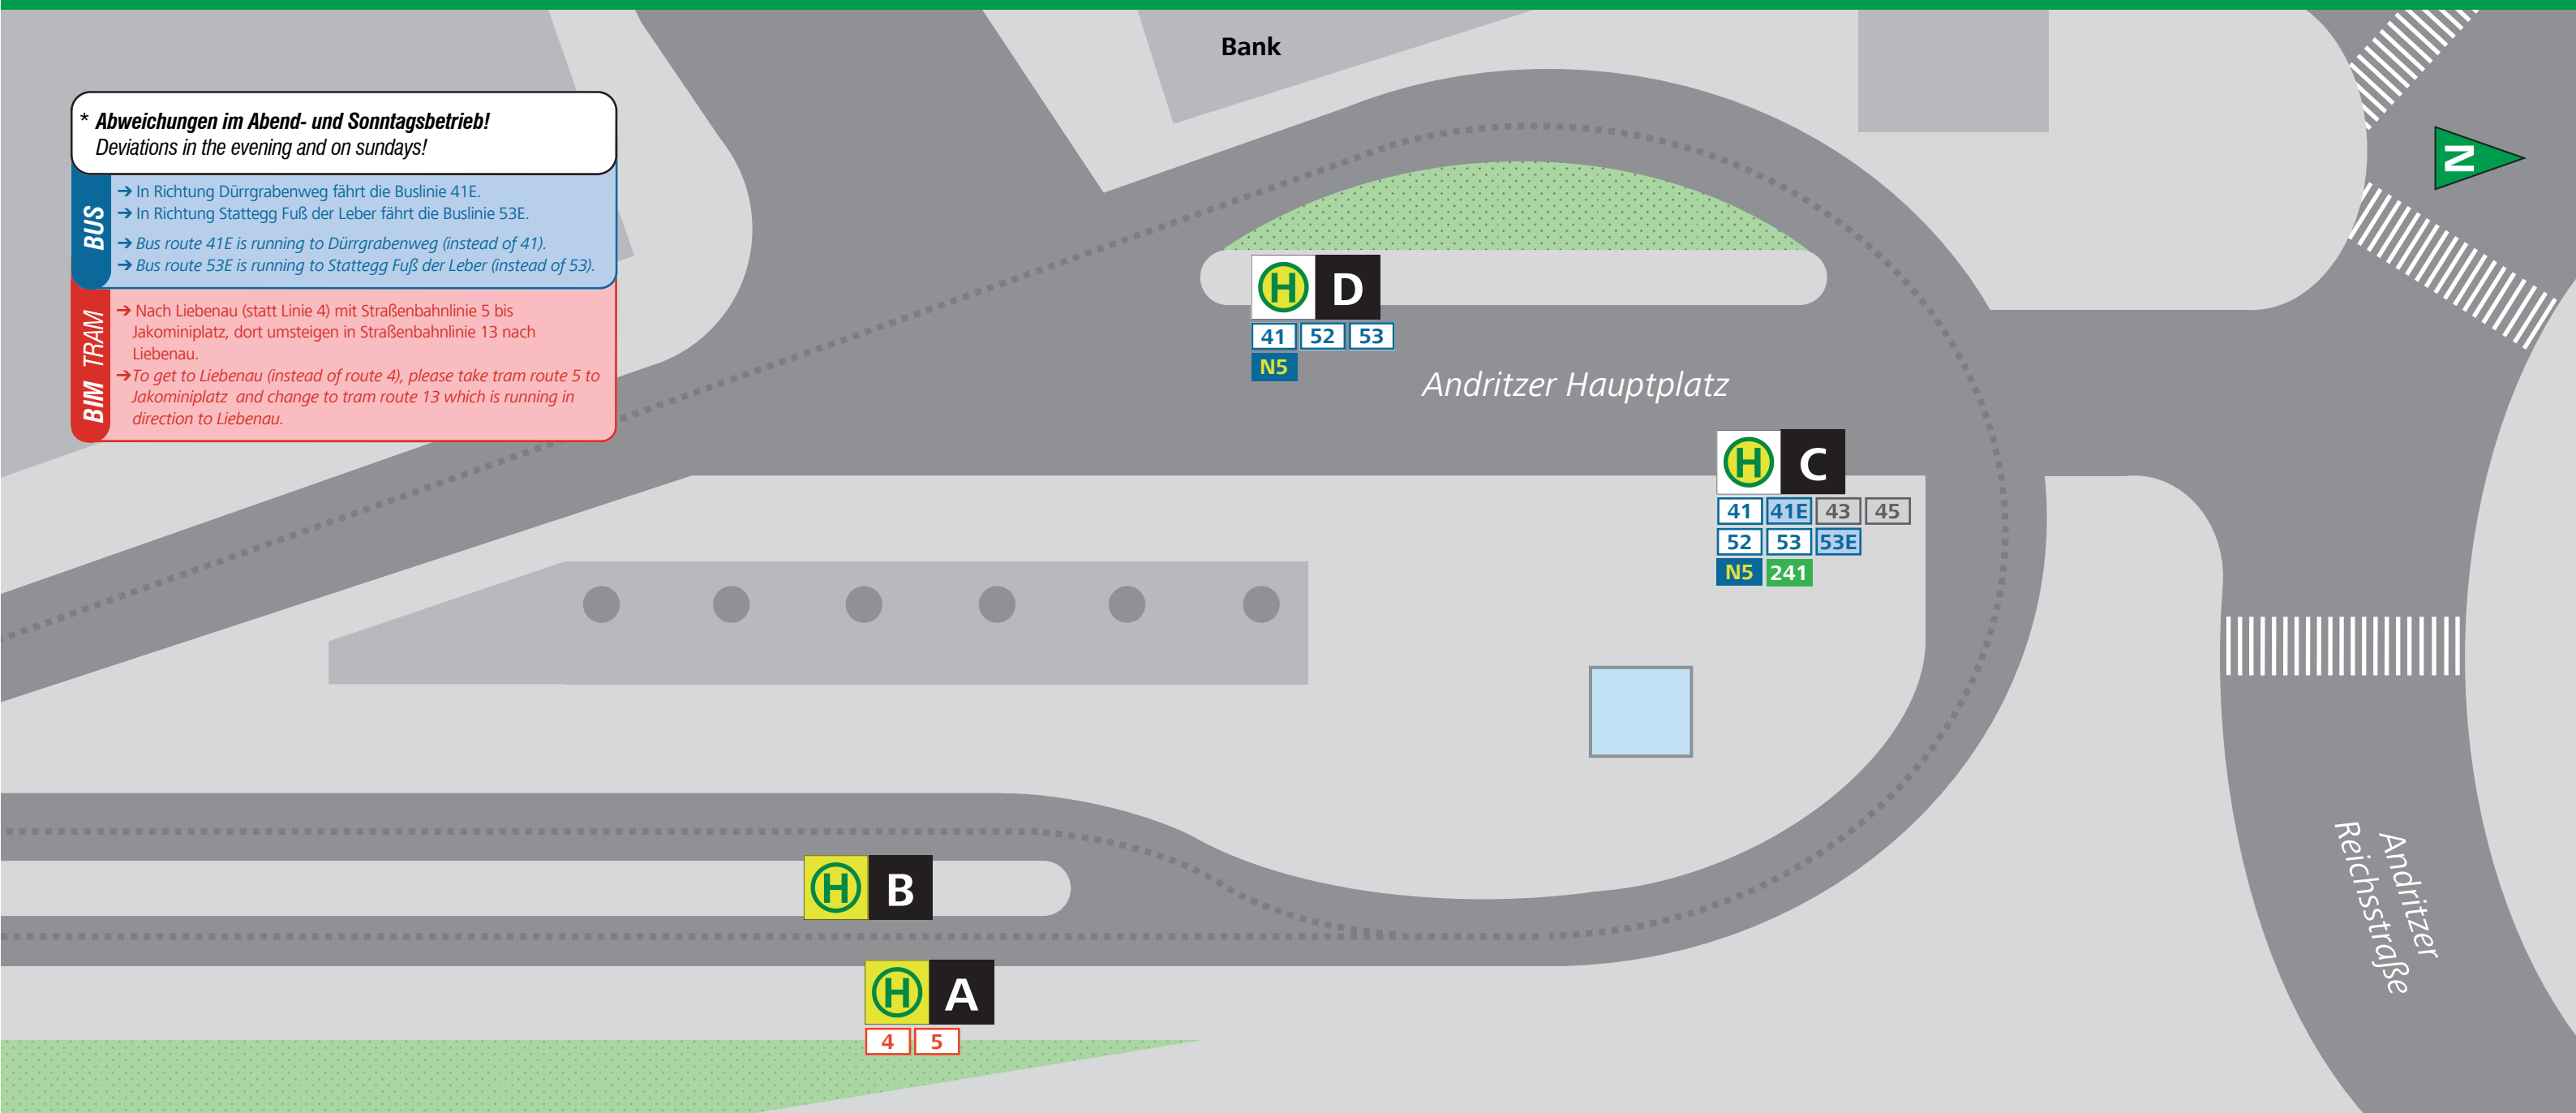 Bank
* Abweichungen im Abend- und Sonntagsbetrieb!
Deviations in the evening and on sundays!
BUS
➔ In Richtung Dürrgrabenweg fährt die Buslinie 41E.
➔ In Richtung Stattegg Fuß der Leber fährt die Buslinie 53E.
➔ Bus route 41E is running to Dürrgrabenweg (instead of 41).
➔ Bus route 53E is running to Stattegg Fuß der Leber (instead of 53).
BIM TRAM
➔ Nach Liebenau (statt Linie 4) mit Straßenbahnlinie 5 bis
Jakominiplatz, dort umsteigen in Straßenbahnlinie 13 nach
Liebenau.
➔To get to Liebenau (instead of route 4), please take tram route 5 to
Jakominiplatz and change to tram route 13 which is running in
direction to Liebenau.
N
H D
41 52 53
N5
Andritzer Hauptplatz
H C
41 41E 43 45
52 53 53E
N5 241
H B
H A
4 5
Andritzer
Reichsstraße